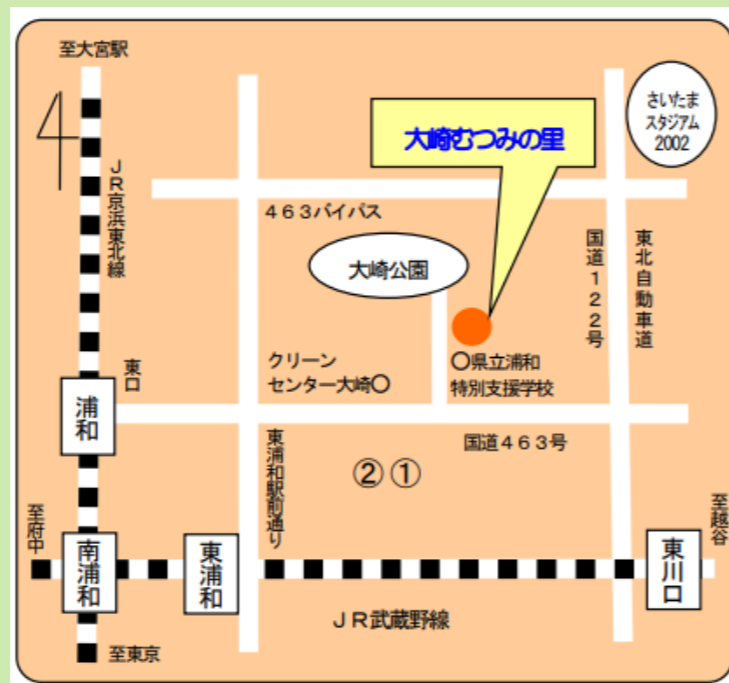 至大宮駅
さいたま
スタジアム
2002
大崎むつみの里
JR京浜東北線
463バイパス
大崎公園
国道122号
東北自動車道
東口
クリーン
センター大崎〇
〇県立浦和
特別支援学校
浦和
国道463号
東浦和駅前通り
②①
至府中
至越谷
南浦和
東浦和
東川口
JR武蔵野線
至東京